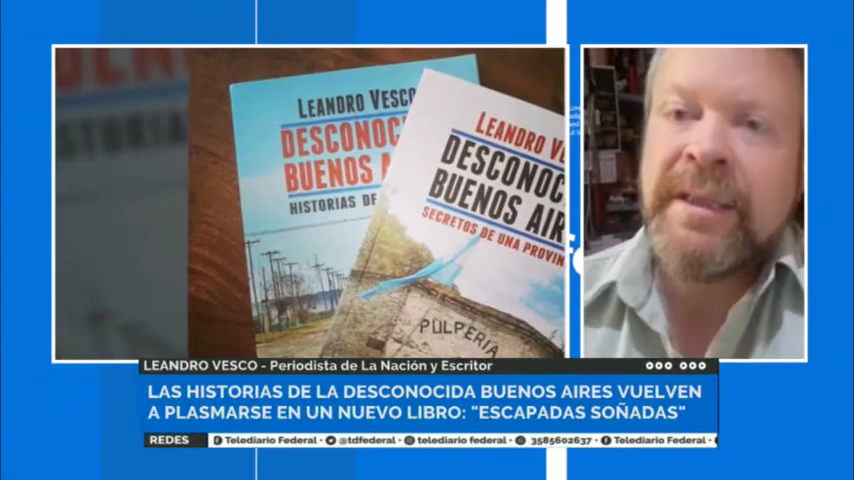 HISTORIA
LEANDRO VESCO
DESCONOCID
BUENOS A
HISTORIAS DE
LEANDRO VE
DESCONOC
BUENOS AIR
SECRETOS DE UNA PROVIN
PULPERIA
LEANDRO VESCO - Periodista de La Nación y Escritor
LAS HISTORIAS DE LA DESCONOCIDA BUENOS AIRES VUELVEN
A PLASMARSE EN UN NUEVO LIBRO: "ESCAPADAS SOÑADAS"
REDES Telediario Federal • @tdfederal • telediario federal • 3585602637 • Telediario Federal •